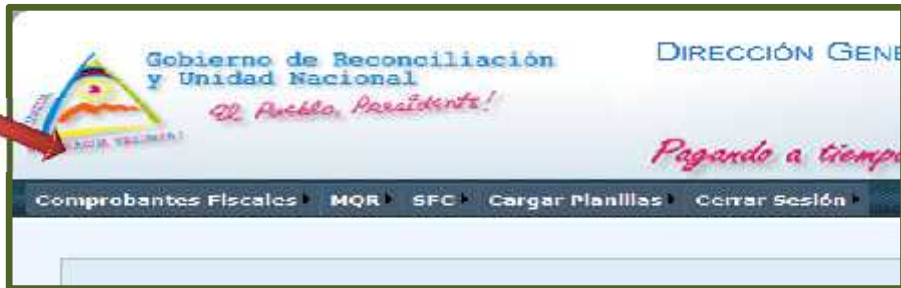 Gobierno de Reconciliación
y Unidad Nacional
El Pueblo, Presidente!
DIRECCIÓN GENE
Pagando a tiempo
Comprobantes Fiscales MQR SFC Cargar Planillas Cerrar Sesión